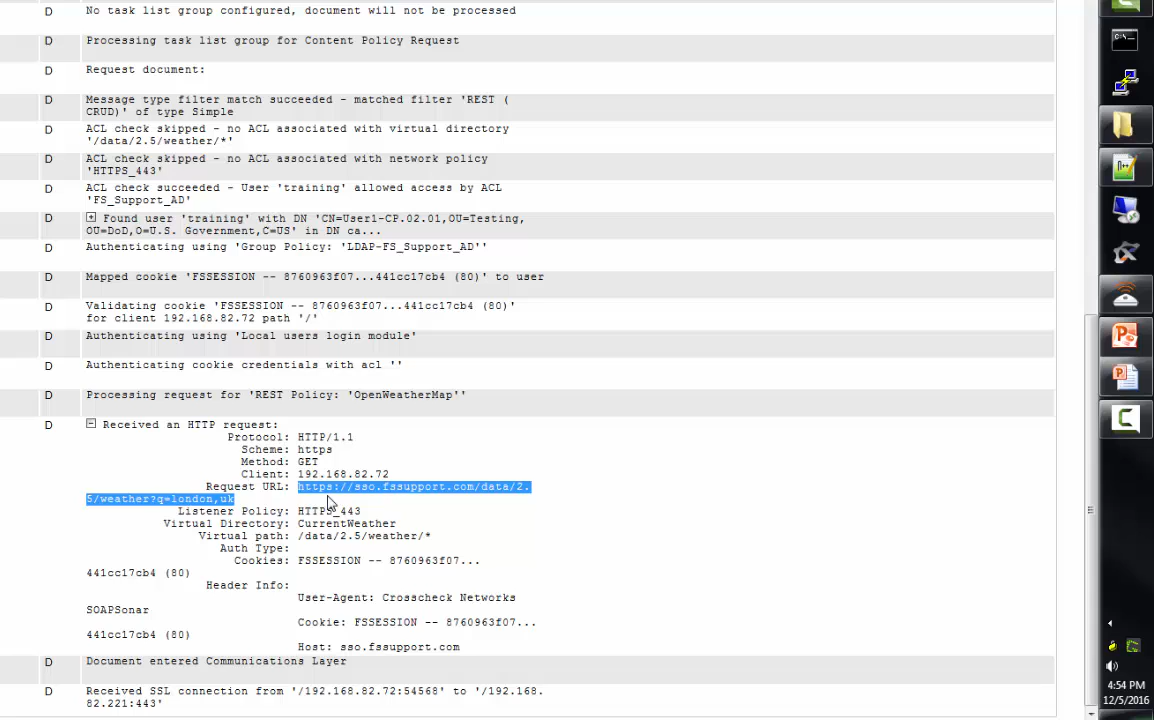 D No task list group configured, document will not be processed
D Processing task list group for Content Policy Request
D Request document:
D Message type filter match succeeded - matched filter 'REST (
CRUD)' of type Simple
D ACL check skipped - no ACL associated with virtual directory
'/data/2.5/weather/*'
D ACL check skipped - no ACL associated with network policy
'HTTPS_443'
D ACL check succeeded - User 'training' allowed access by ACL
'FS_Support_AD'
D Found user 'training' with DN 'CN=User1-CP.02.01,OU=Testing,
OU=DoD,O=U.S. Government,C=US' in DN ca...
D Authenticating using 'Group Policy: 'LDAP-FS_Support_AD''
D Mapped cookie 'FSSESSION -- 8760963f07...441cc17cb4 (80)' to user
D Validating cookie 'FSSESSION -- 8760963f07...441cc17cb4 (80)'
for client 192.168.82.72 path '/'
D Authenticating using 'Local users login module'
D Authenticating cookie credentials with acl ''
D Processing request for 'REST Policy: 'OpenWeatherMap''
D Received an HTTP request:
Protocol: HTTP/1.1
Scheme: https
Method: GET
Client: 192.168.82.72
Request URL: https://sso.fssupport.com/data/2.
5/weather?q=london,uk
Listener Policy: HTTPS_443
Virtual Directory: CurrentWeather
Virtual path: /data/2.5/weather/*
Auth Type:
Cookies: FSSESSION -- 8760963f07...
441cc17cb4 (80)
Header Info:
User-Agent: Crosscheck Networks
SOAPSonar
Cookie: FSSESSION -- 8760963f07...
441cc17cb4 (80)
Host: sso.fssupport.com
D Document entered Communications Layer
D Received SSL connection from '/192.168.82.72:54568' to '/192.168.
82.221:443'
4:54 PM
12/5/2016